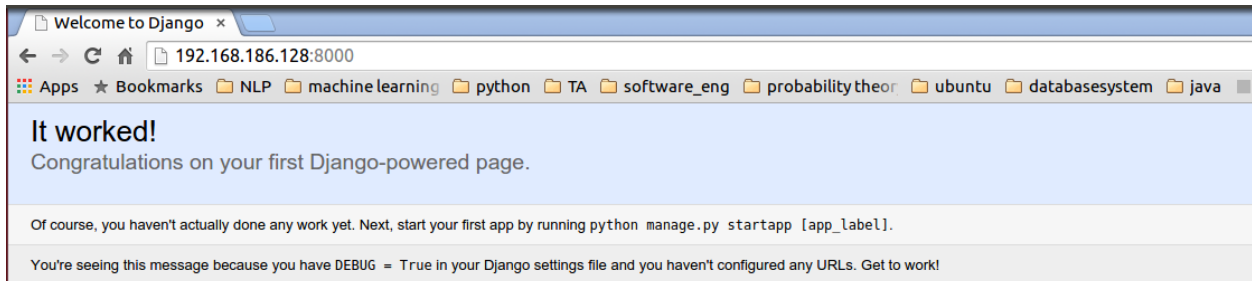 Welcome to Django ×
192.168.186.128:8000
Apps Bookmarks NLP machine learning python TA software_eng probability theor ubuntu databasesystem java
It worked!
Congratulations on your first Django-powered page.
Of course, you haven't actually done any work yet. Next, start your first app by running python manage.py startapp [app_label].
You're seeing this message because you have DEBUG = True in your Django settings file and you haven't configured any URLs. Get to work!